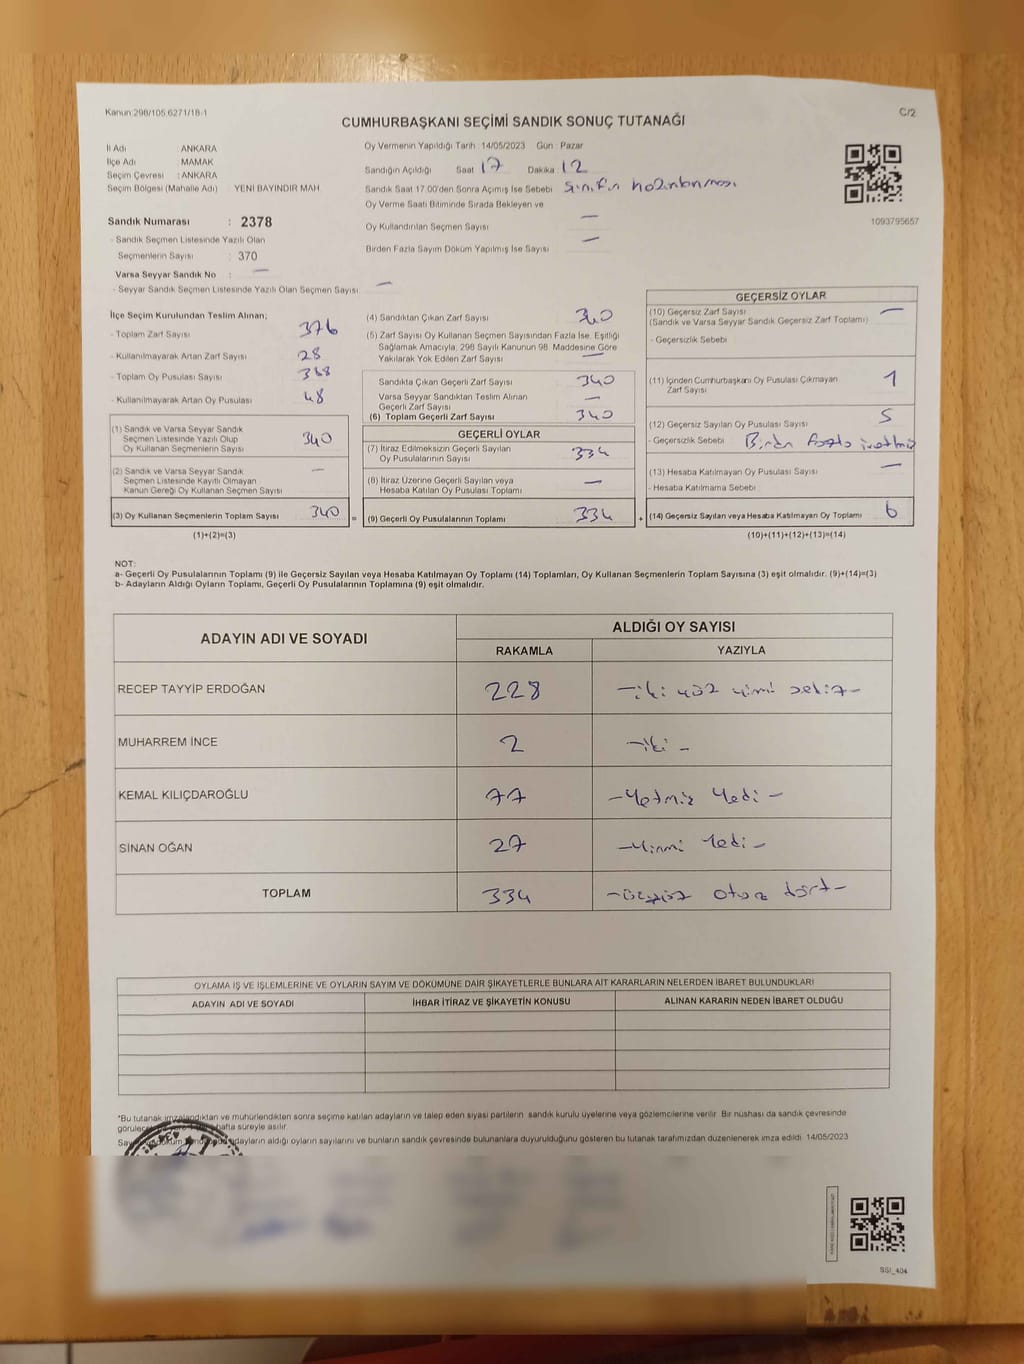 Kanun:298/105,6271/18-1
C/2
CUMHURBAŞKANI SEÇİMİ SANDIK SONUÇ TUTANAĞI
İl Adı : ANKARA
İlçe Adı : MAMAK
Seçim Çevresi : ANKARA
Seçim Bölgesi (Mahalle Adı) : YENİ BAYINDIR MAH.
Sandık Numarası : 2378
- Sandık Seçmen Listesinde Yazılı Olan
Seçmenlerin Sayısı : 370
Varsa Seyyar Sandık No : —
- Seyyar Sandık Seçmen Listesinde Yazılı Olan Seçmen Sayısı : —
Oy Vermenin Yapıldığı Tarih 14/05/2023 Gün : Pazar
Sandığın Açıldığı Saat 17 Dakika 12
Sandık Saat 17.00'den Sonra Açımış İse Sebebi
Oy Verme Saati Bitiminde Sırada Bekleyen ve
Oy Kullandırılan Seçmen Sayısı —
Birden Fazla Sayım Döküm Yapılmış İse Sayısı —
1093795657
İlçe Seçim Kurulundan Teslim Alınan;
- Toplam Zarf Sayısı 376
- Kullanılmayarak Artan Zarf Sayısı 28
- Toplam Oy Pusulası Sayısı
- Kullanılmayarak Artan Oy Pusulası 48
(1) Sandık ve Varsa Seyyar Sandık
Seçmen Listesinde Yazılı Olup
Oy Kullanan Seçmenlerin Sayısı 340
(2) Sandık ve Varsa Seyyar Sandık
Seçmen Listesinde Kayıtlı Olmayan
Kanun Gereği Oy Kullanan Seçmen Sayısı —
(3) Oy Kullanan Seçmenlerin Toplam Sayısı 340
(1)+(2)=(3)
(4) Sandıktan Çıkan Zarf Sayısı 340
(5) Zarf Sayısı Oy Kullanan Seçmen Sayısından Fazla İse, Eşitliği
Sağlamak Amacıyla, 298 Sayılı Kanunun 98. Maddesine Göre
Yakılarak Yok Edilen Zarf Sayısı —
Sandıkta Çıkan Geçerli Zarf Sayısı 340
Varsa Seyyar Sandıktan Teslim Alınan
Geçerli Zarf Sayısı —
(6) Toplam Geçerli Zarf Sayısı 340
GEÇERLİ OYLAR
(7) İtiraz Edilmeksizin Geçerli Sayılan
Oy Pusulalarının Sayısı 334
(8) İtiraz Üzerine Geçerli Sayılan veya
Hesaba Katılan Oy Pusulası Toplamı —
= (9) Geçerli Oy Pusulalarının Toplamı 334 +
GEÇERSİZ OYLAR
(10) Geçersiz Zarf Sayısı —
(Sandık ve Varsa Seyyar Sandık Geçersiz Zarf Toplamı)
- Geçersizlik Sebebi
(11) İçinden Cumhurbaşkanı Oy Pusulası Çıkmayan
Zarf Sayısı 1
(12) Geçersiz Sayılan Oy Pusulası Sayısı 5
- Geçersizlik Sebebi Birden fazla
(13) Hesaba Katılmayan Oy Pusulası Sayısı —
- Hesaba Katılmama Sebebi
(14) Geçersiz Sayılan veya Hesaba Katılmayan Oy Toplamı 6
(10)+(11)+(12)+(13)=(14)
NOT:
a- Geçerli Oy Pusulalarının Toplamı (9) ile Geçersiz Sayılan veya Hesaba Katılmayan Oy Toplamı (14) Toplamları, Oy Kullanan Seçmenlerin Toplam Sayısına (3) eşit olmalıdır. (9)+(14)=(3)
b- Adayların Aldığı Oyların Toplamı, Geçerli Oy Pusulalarının Toplamına (9) eşit olmalıdır.
ADAYIN ADI VE SOYADI ALDIĞI OY SAYISI
RAKAMLA YAZIYLA
RECEP TAYYİP ERDOĞAN 228 — iki yüz yirmi sekiz —
MUHARREM İNCE 2 — iki —
KEMAL KILIÇDAROĞLU 77 — Yetmiş Yedi —
SİNAN OĞAN 27 — Yirmi Yedi —
TOPLAM 334 — üçyüz otuz dört —
OYLAMA İŞ VE İŞLEMLERİNE VE OYLARIN SAYIM VE DÖKÜMÜNE DAİR ŞİKAYETLERLE BUNLARA AİT KARARLARIN NELERDEN İBARET BULUNDUKLARI
ADAYIN ADI VE SOYADI İHBAR İTİRAZ VE ŞİKAYETİN KONUSU ALINAN KARARIN NEDEN İBARET OLDUĞU
*Bu tutanak imzalandıktan ve mühürlendikten sonra seçime katılan adayların ve talep eden siyasi partilerin sandık kurulu üyelerine veya gözlemcilerine verilir. Bir nüshası da sandık çevresinde
hafta süreyle asılır.
adayların aldığı oyların sayılarını ve bunların sandık çevresinde bulunanlara duyurulduğunu gösteren bu tutanak tarafımızdan düzenlenerek imza edildi. 14/05/2023
SSI_404